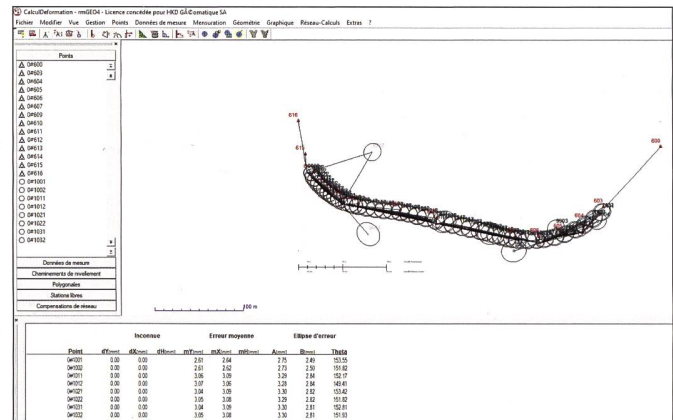 CalculDeformation - rmGEO4 - Licence concédée pour HKD GÃ©omatique SA
Fichier Modifier Vue Gestion Points Données de mesure Mensuration Géométrie Graphique Réseau-Calculs Extras ?
Points
0#600
0#603
0#604
0#605
0#606
0#607
0#609
0#610
0#611
0#612
0#613
0#614
0#615
0#616
0#1001
0#1002
0#1011
0#1012
0#1021
0#1022
0#1031
0#1032
Données de mesure
Cheminements de nivellement
Polygonales
Stations libres
Compensations de réseau
616
615
600
603
604
100 m
Inconnue Erreur moyenne Ellipse d'erreur
Point dY[mm] dX[mm] dH[mm] mY[mm] mX[mm] mH[mm] A[mm] B[mm] Theta
0#1001 0.00 0.00 2.61 2.64 2.75 2.49 153.55
0#1002 0.00 0.00 2.61 2.62 2.73 2.50 151.82
0#1011 0.00 0.00 3.06 3.09 3.29 2.84 152.17
0#1012 0.00 0.00 3.07 3.06 3.28 2.84 149.41
0#1021 0.00 0.00 3.04 3.09 3.30 2.82 153.42
0#1022 0.00 0.00 3.05 3.08 3.29 2.82 151.82
0#1031 0.00 0.00 3.04 3.09 3.30 2.81 152.81
0#1032 0.00 0.00 3.05 3.08 3.30 2.81 151.93